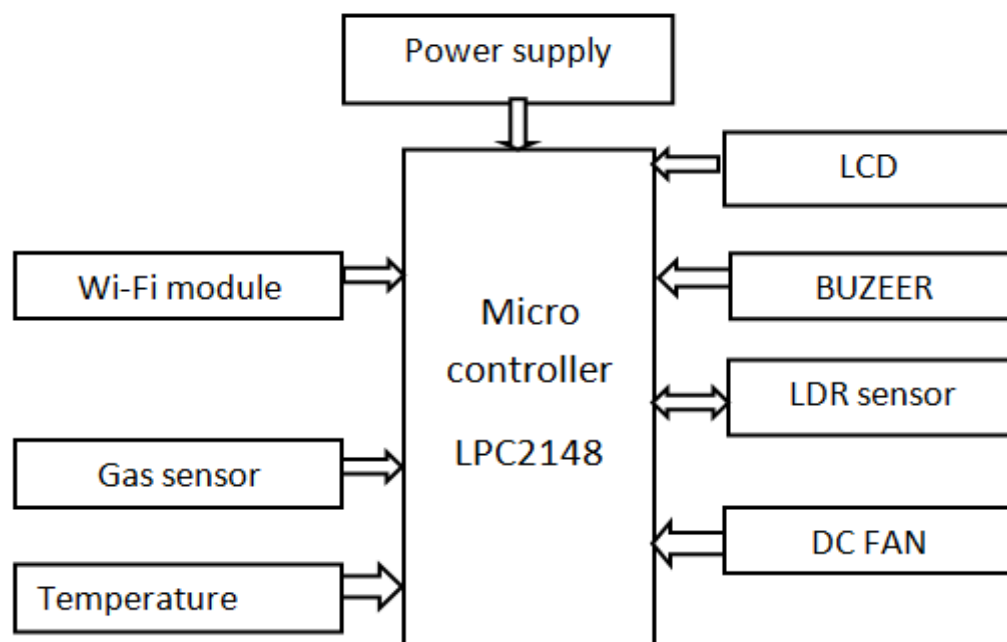 Power supply
LCD
Wi-Fi module
BUZEER
Micro
controller
LPC2148
LDR sensor
Gas sensor
DC FAN
Temperature